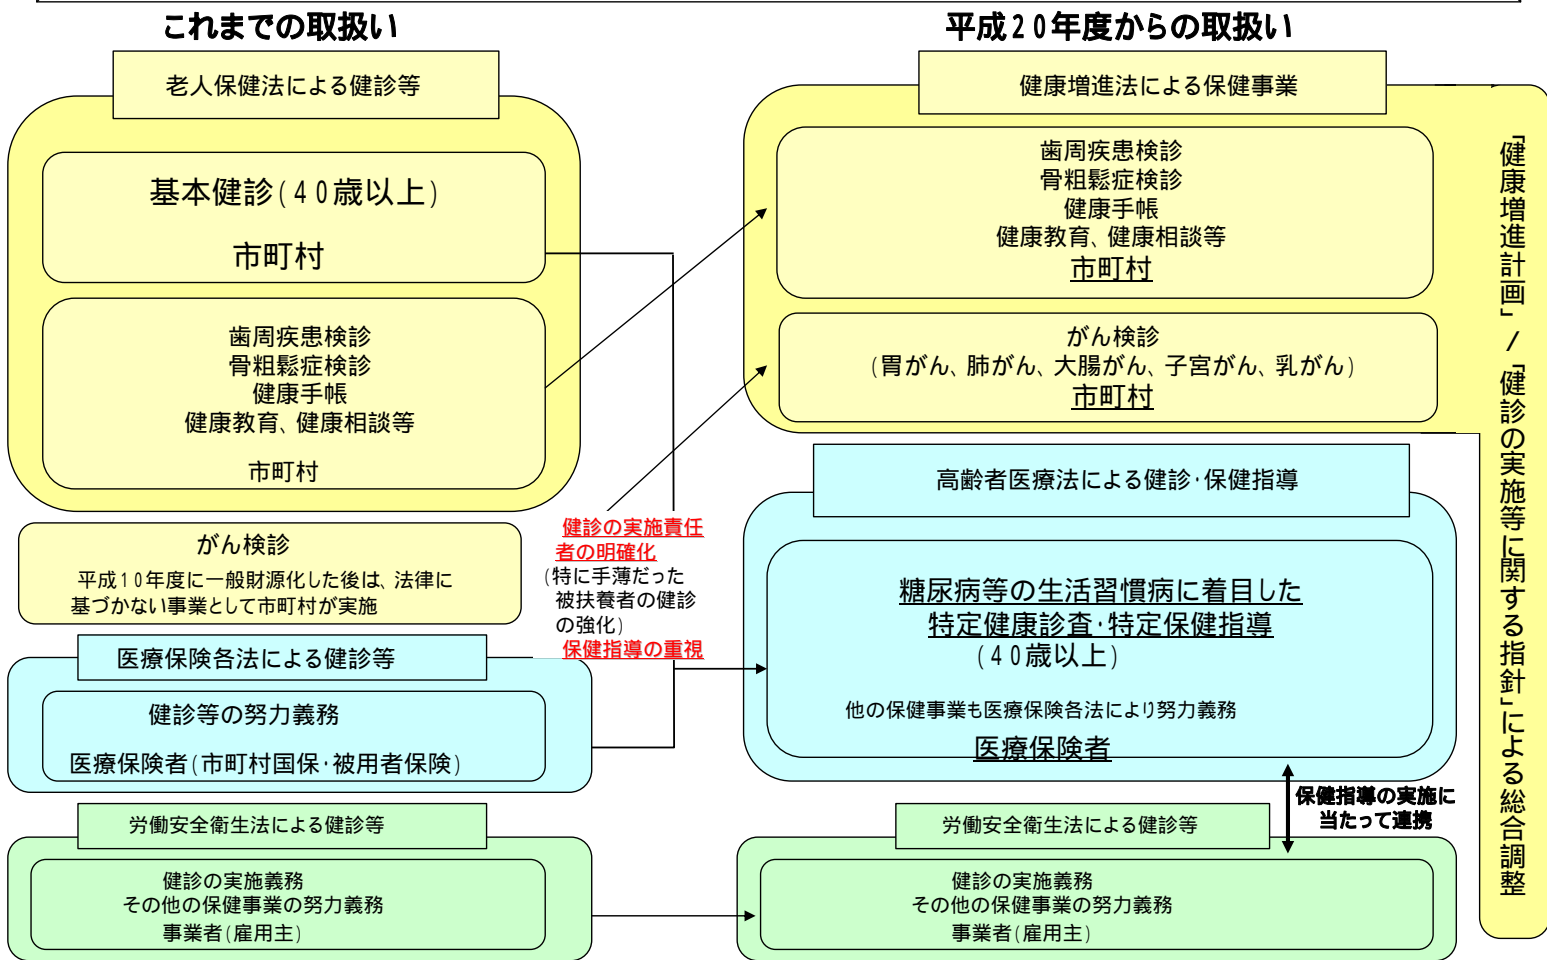 これまでの取扱い
老人保健法による健診等
基本健診(40歳以上)
市町村
歯周疾患検診
骨粗鬆症検診
健康手帳
健康教育、健康相談等
市町村
がん検診
平成10年度に一般財源化した後は、法律に
基づかない事業として市町村が実施
医療保険各法による健診等
健診等の努力義務
医療保険者(市町村国保・被用者保険)
労働安全衛生法による健診等
健診の実施義務
その他の保健事業の努力義務
事業者(雇用主)
健診の実施責任
者の明確化
(特に手薄だった
被扶養者の健診
の強化)
保健指導の重視
平成20年度からの取扱い
健康増進法による保健事業
歯周疾患検診
骨粗鬆症検診
健康手帳
健康教育、健康相談等
市町村
がん検診
(胃がん、肺がん、大腸がん、子宮がん、乳がん)
市町村
高齢者医療法による健診・保健指導
糖尿病等の生活習慣病に着目した
特定健康診査・特定保健指導
(40歳以上)
他の保健事業も医療保険各法により努力義務
医療保険者
保健指導の実施に
当たって連携
労働安全衛生法による健診等
健診の実施義務
その他の保健事業の努力義務
事業者(雇用主)
「健康増進計画」/「健診の実施等に関する指針」による総合調整